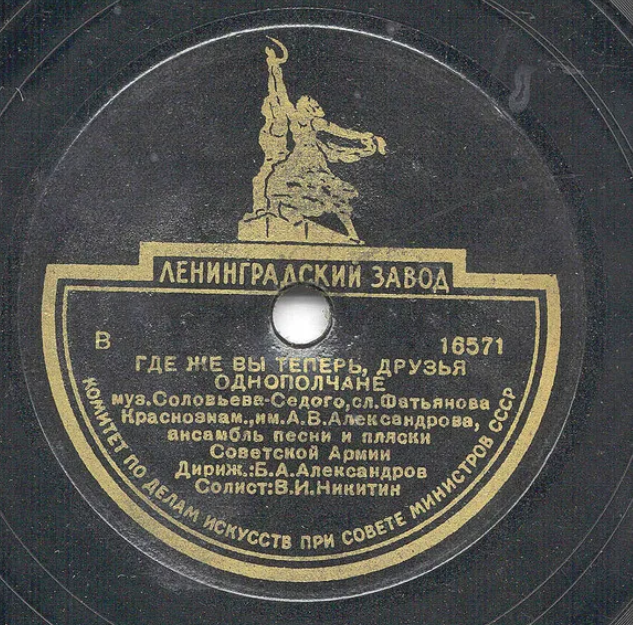 ЛЕНИНГРАДСКИЙ ЗАВОД
В 16571
ГДЕ ЖЕ ВЫ ТЕПЕРЬ, ДРУЗЬЯ
ОДНОПОЛЧАНЕ
муз.Соловьева-Седого,сл.Фатьянова
Краснознам.,им.А.В.Александрова,
ансамбль песни и пляски
Советской Армии
Дириж.:Б.А.Александров
Солист:В.И.Никитин
КОМИТЕТ ПО ДЕЛАМ ИСКУССТВ ПРИ СОВЕТЕ МИНИСТРОВ СССР